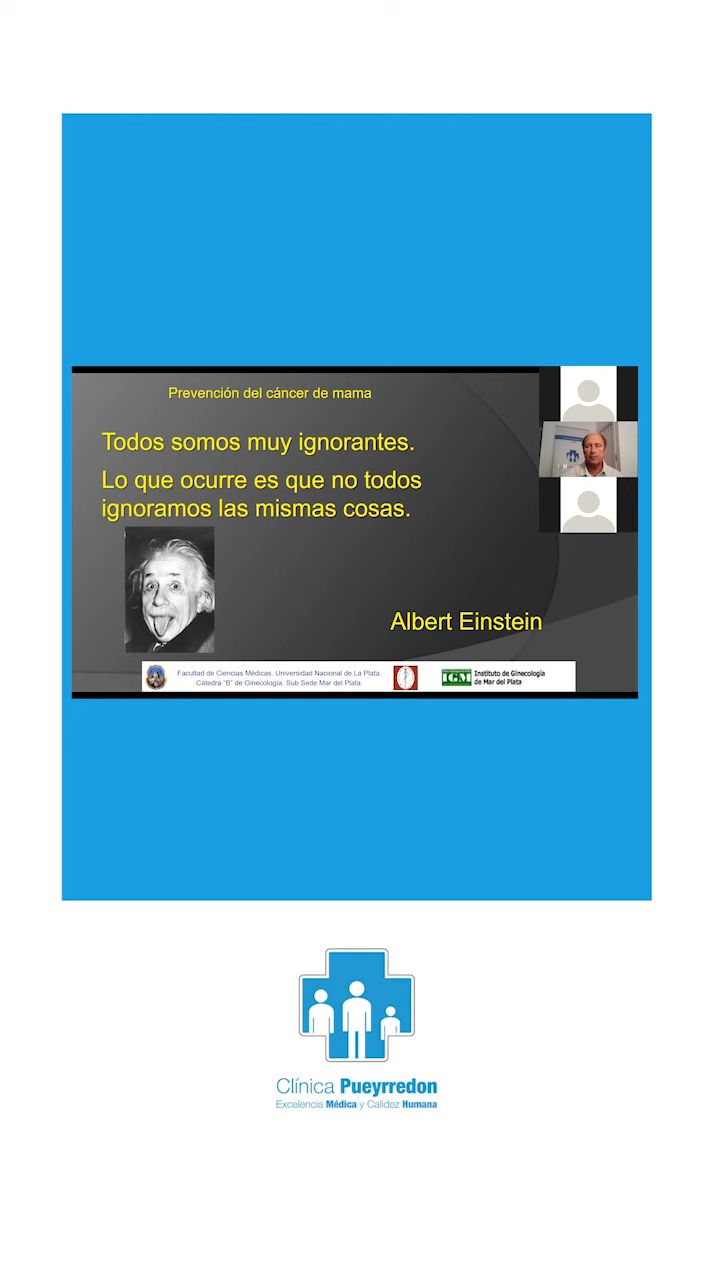 Prevención del cáncer de mama
Todos somos muy ignorantes.
Lo que ocurre es que no todos
ignoramos las mismas cosas.
Albert Einstein
Facultad de Ciencias Médicas. Universidad Nacional de La Plata.
Cátedra "B" de Ginecología. Sub Sede Mar del Plata.
IGM
Instituto de Ginecología
de Mar del Plata
Clínica Pueyrredon
Excelencia Médica y Calidez Humana